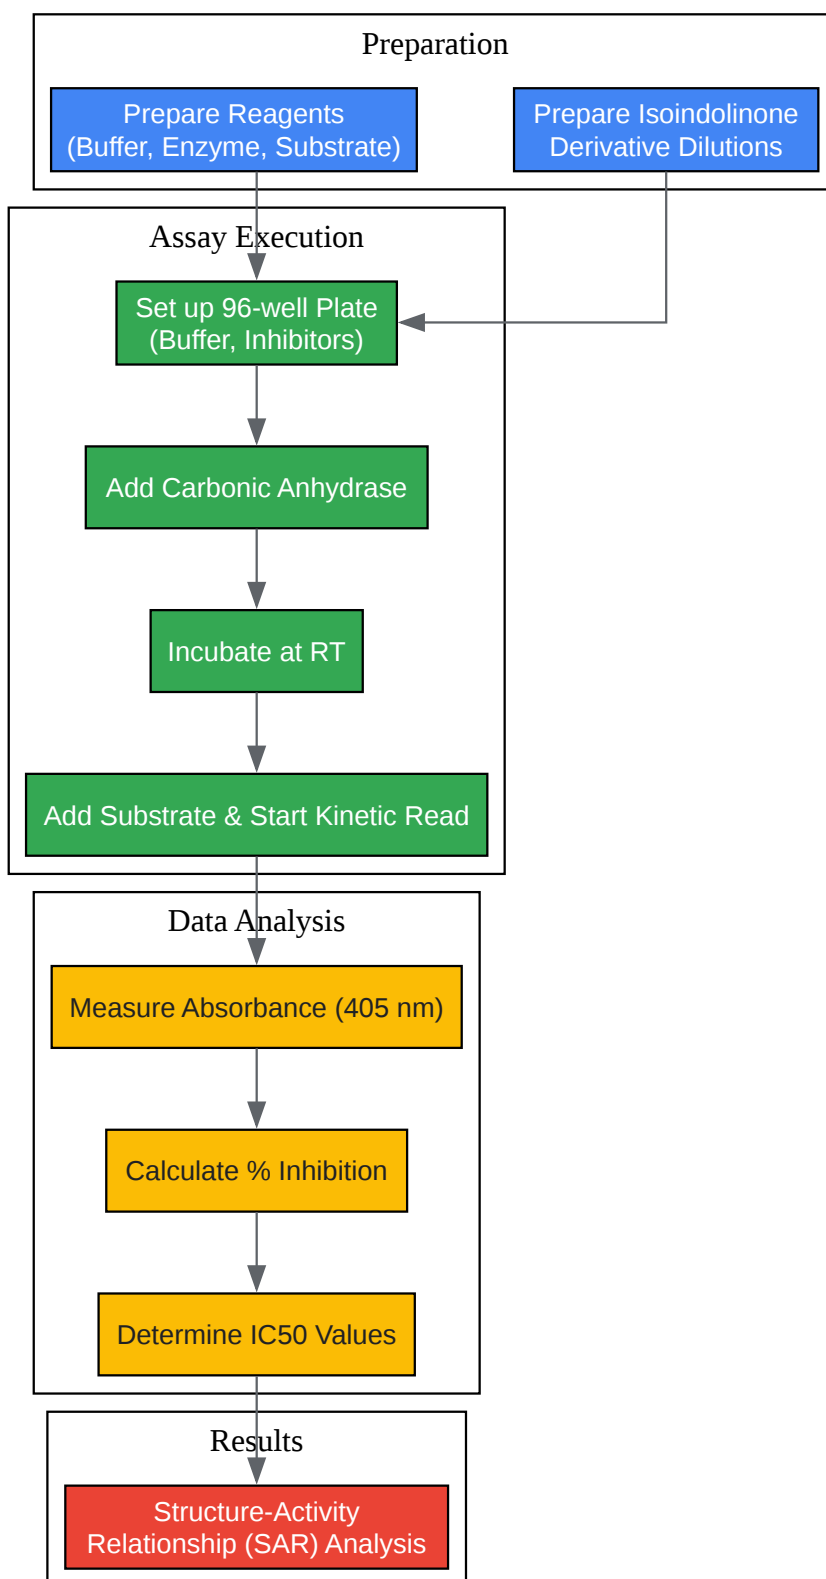 Preparation
Prepare Reagents
(Buffer, Enzyme, Substrate)
Prepare Isoindolinone
Derivative Dilutions
Assay Execution
Set up 96-well Plate
(Buffer, Inhibitors)
Add Carbonic Anhydrase
Incubate at RT
Add Substrate & Start Kinetic Read
Data Analysis
Measure Absorbance (405 nm)
Calculate % Inhibition
Determine IC50 Values
Results
Structure-Activity
Relationship (SAR) Analysis